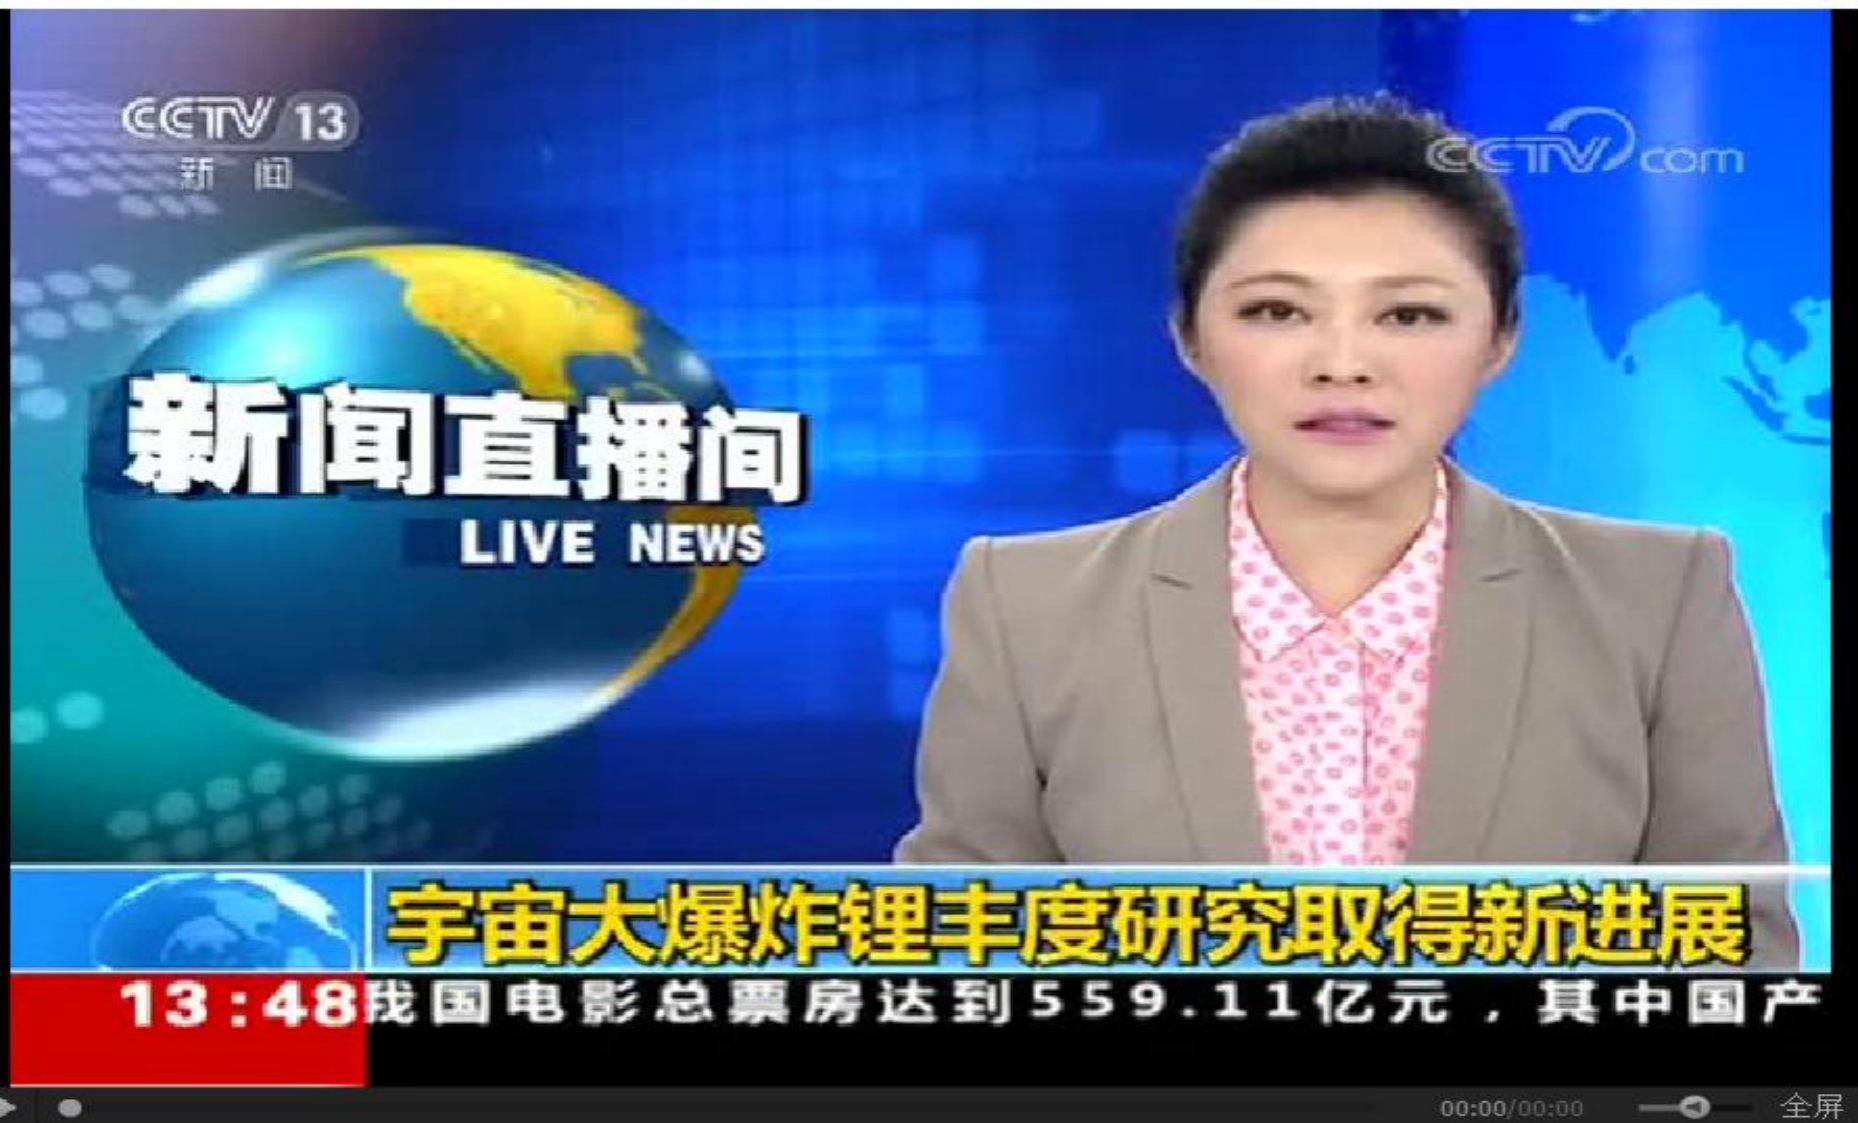 CCTV 13
新闻
CCTV.com
新闻直播间
LIVE NEWS
宇宙大爆炸锂丰度研究取得新进展
13:48 我国电影总票房达到559.11亿元，其中国产
00:00/00:00
全屏